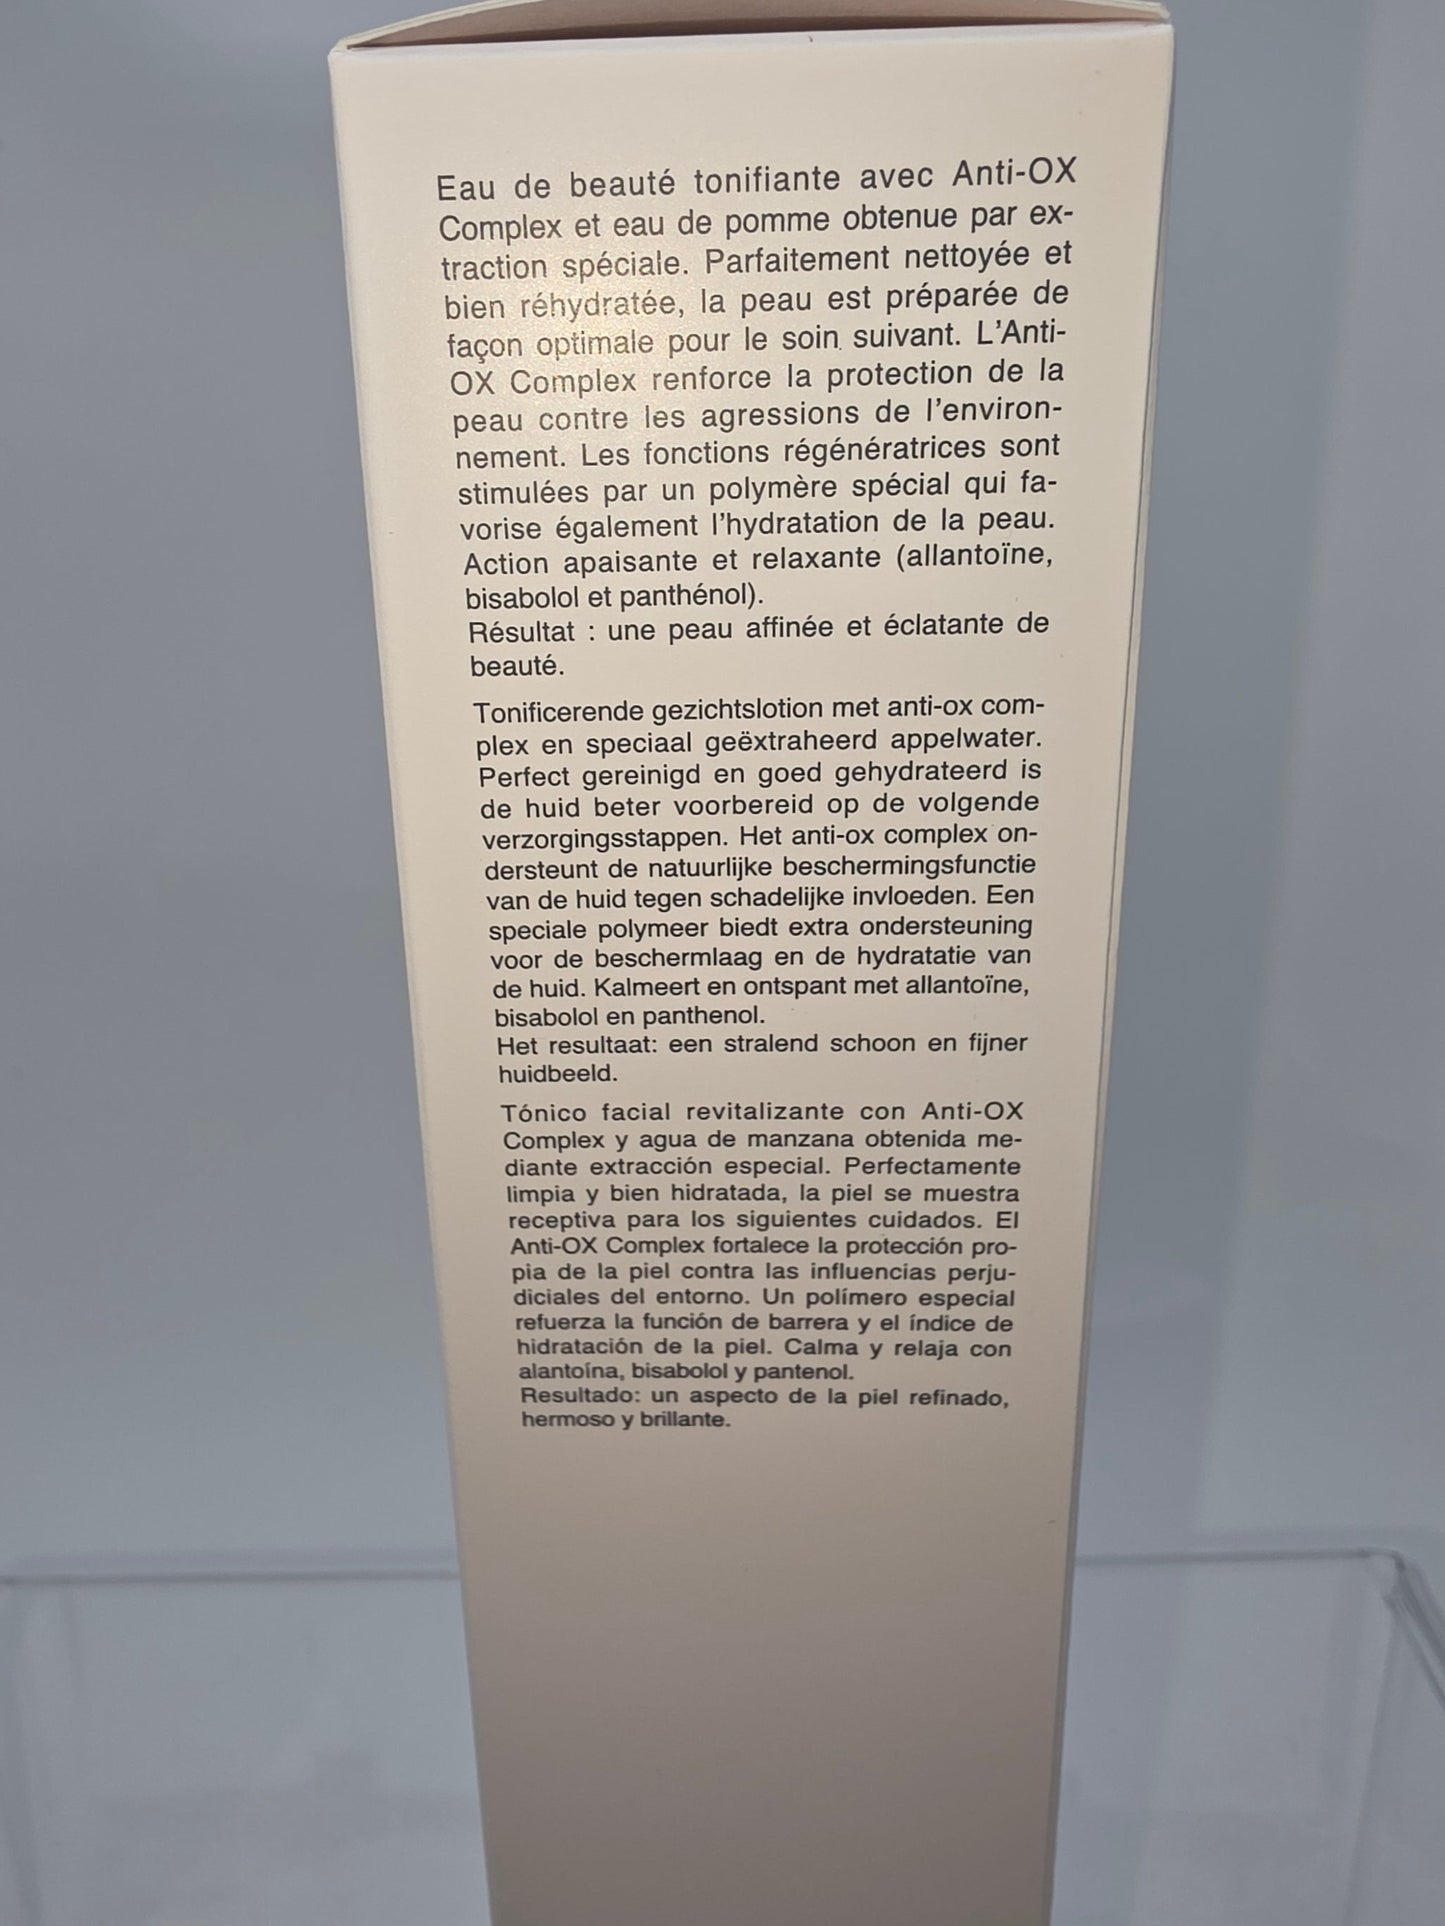 Eau de beauté tonifiante avec Anti-OX
Complex et eau de pomme obtenue par ex-
traction spéciale. Parfaitement nettoyée et
bien réhydratée, la peau est préparée de
façon optimale pour le soin suivant. L'Anti-
OX Complex renforce la protection de la
peau contre les agressions de l'environ-
nement. Les fonctions régénératrices sont
stimulées par un polymère spécial qui fa-
vorise également l'hydratation de la peau.
Action apaisante et relaxante (allantoïne,
bisabolol et panthénol).
Résultat : une peau affinée et éclatante de
beauté.
Tonificerende gezichtslotion met anti-ox com-
plex en speciaal geëxtraheerd appelwater.
Perfect gereinigd en goed gehydrateerd is
de huid beter voorbereid op de volgende
verzorgingsstappen. Het anti-ox complex on-
dersteunt de natuurlijke beschermingsfunctie
van de huid tegen schadelijke invloeden. Een
speciale polymeer biedt extra ondersteuning
voor de beschermlaag en de hydratatie van
de huid. Kalmeert en ontspant met allantoïne,
bisabolol en panthenol.
Het resultaat: een stralend schoon en fijner
huidbeeld.
Tónico facial revitalizante con Anti-OX
Complex y agua de manzana obtenida me-
diante extracción especial. Perfectamente
limpia y bien hidratada, la piel se muestra
receptiva para los siguientes cuidados. El
Anti-OX Complex fortalece la protección pro-
pia de la piel contra las influencias perju-
diciales del entorno. Un polímero especial
refuerza la función de barrera y el índice de
hidratación de la piel. Calma y relaja con
alantoína, bisabolol y pantenol.
Resultado: un aspecto de la piel refinado,
hermoso y brillante.